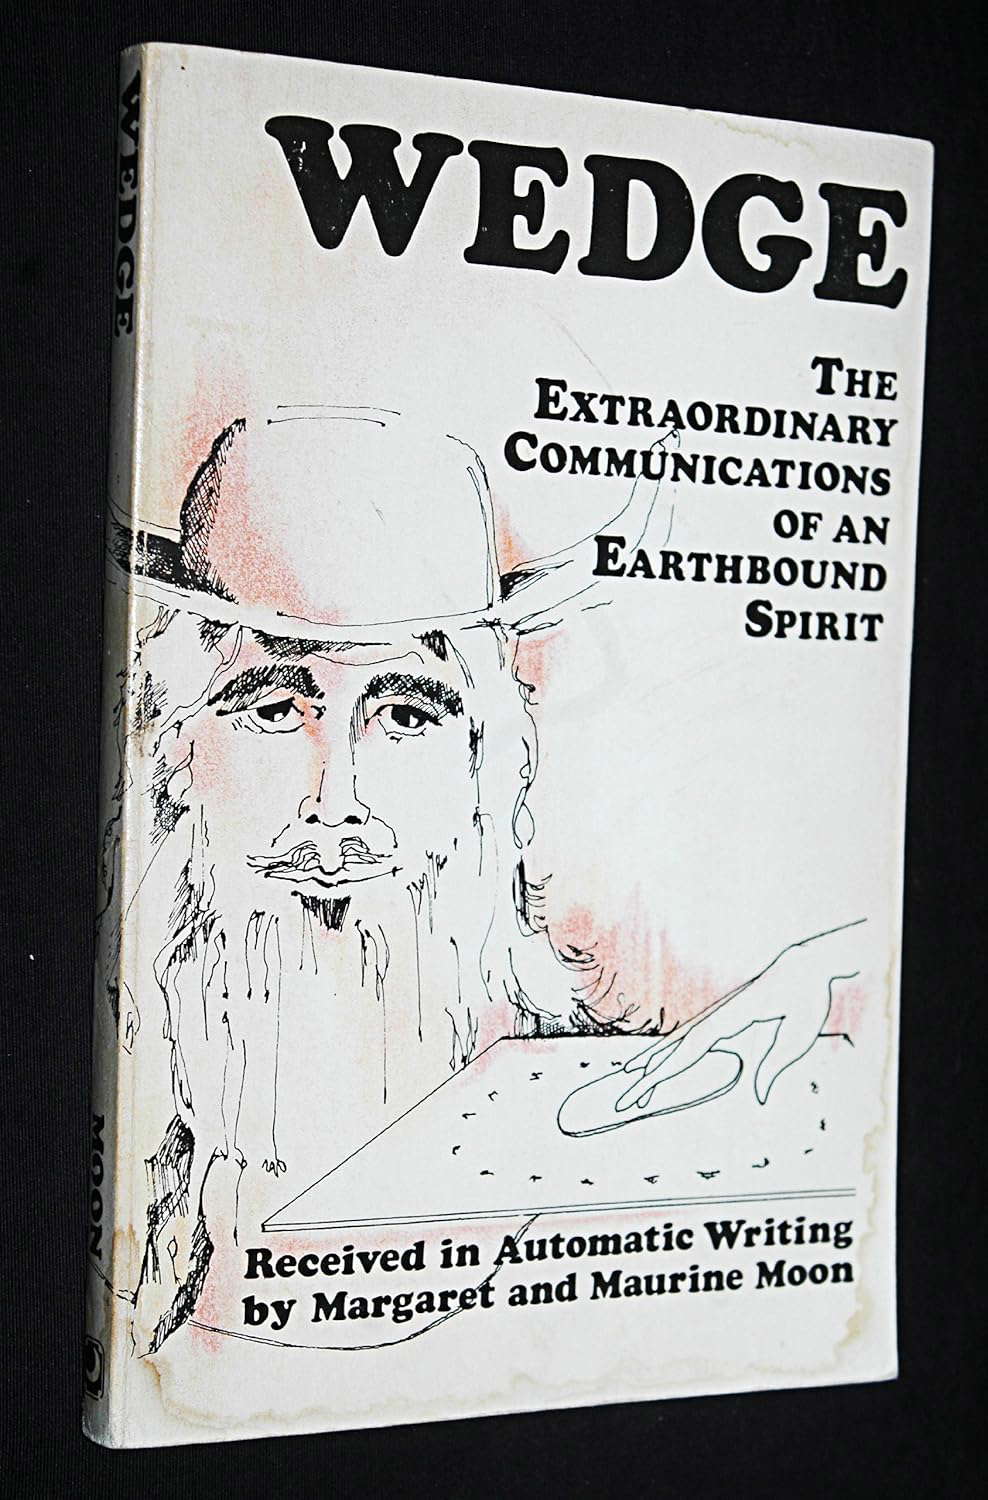 WEDGE
THE
EXTRAORDINARY
COMMUNICATIONS
OF AN
EARTHBOUND
SPIRIT
Received in Automatic Writing
by Margaret and Maurine Moon
WEDGE
MOON